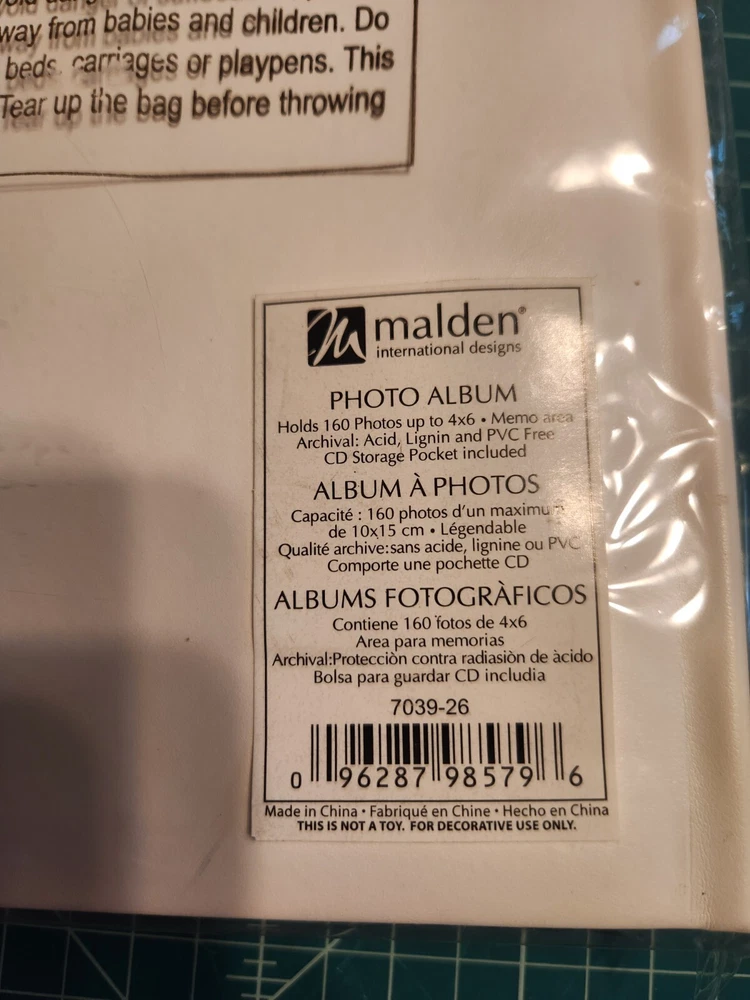 way from babies and children. Do
beds, carriages or playpens. This
Tear up the bag before throwing
malden®
international designs
PHOTO ALBUM
Holds 160 Photos up to 4x6 • Memo area
Archival: Acid, Lignin and PVC Free
CD Storage Pocket included
ALBUM À PHOTOS
Capacité : 160 photos d'un maximum
de 10x15 cm • Légendable
Qualité archive:sans acide, lignine ou PVC
Comporte une pochette CD
ALBUMS FOTOGRÀFICOS
Contiene 160 fotos de 4x6
Area para memorias
Archival:Protecciòn contra radiasiòn de àcido
Bolsa para guardar CD includia
7039-26
0 96287 98579 6
Made in China • Fabriqué en Chine • Hecho en China
THIS IS NOT A TOY. FOR DECORATIVE USE ONLY.